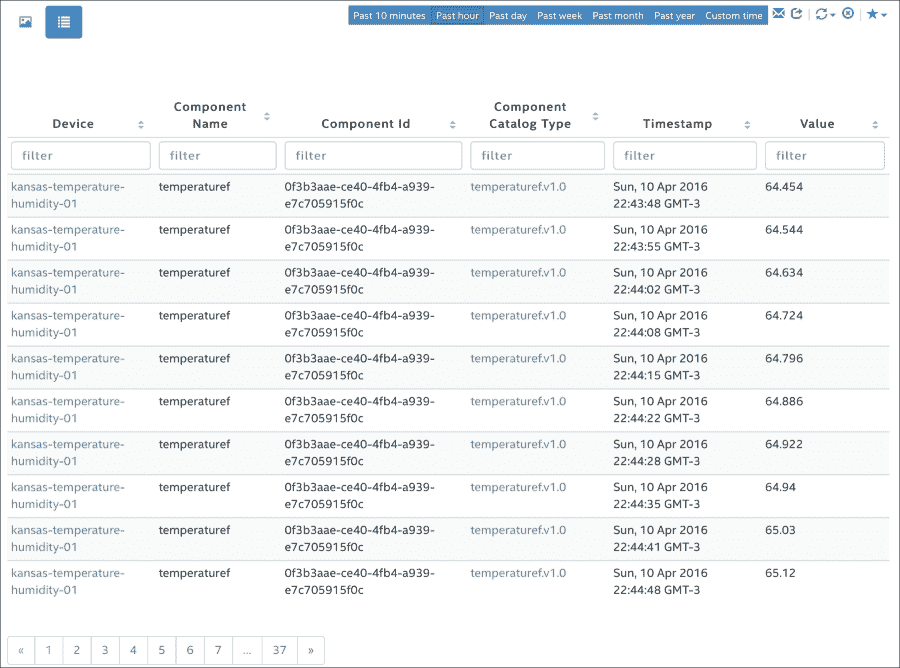 Past 10 minutes Past hour Past day Past week Past month Past year Custom time
Component Component
Device Name Component Id Catalog Type Timestamp Value
filter filter filter filter filter filter
kansas-temperature- temperaturef 0f3b3aae-ce40-4fb4-a939- temperaturef.v1.0 Sun, 10 Apr 2016 64.454
humidity-01 e7c705915f0c 22:43:48 GMT-3
kansas-temperature- temperaturef 0f3b3aae-ce40-4fb4-a939- temperaturef.v1.0 Sun, 10 Apr 2016 64.544
humidity-01 e7c705915f0c 22:43:55 GMT-3
kansas-temperature- temperaturef 0f3b3aae-ce40-4fb4-a939- temperaturef.v1.0 Sun, 10 Apr 2016 64.634
humidity-01 e7c705915f0c 22:44:02 GMT-3
kansas-temperature- temperaturef 0f3b3aae-ce40-4fb4-a939- temperaturef.v1.0 Sun, 10 Apr 2016 64.724
humidity-01 e7c705915f0c 22:44:08 GMT-3
kansas-temperature- temperaturef 0f3b3aae-ce40-4fb4-a939- temperaturef.v1.0 Sun, 10 Apr 2016 64.796
humidity-01 e7c705915f0c 22:44:15 GMT-3
kansas-temperature- temperaturef 0f3b3aae-ce40-4fb4-a939- temperaturef.v1.0 Sun, 10 Apr 2016 64.886
humidity-01 e7c705915f0c 22:44:22 GMT-3
kansas-temperature- temperaturef 0f3b3aae-ce40-4fb4-a939- temperaturef.v1.0 Sun, 10 Apr 2016 64.922
humidity-01 e7c705915f0c 22:44:28 GMT-3
kansas-temperature- temperaturef 0f3b3aae-ce40-4fb4-a939- temperaturef.v1.0 Sun, 10 Apr 2016 64.94
humidity-01 e7c705915f0c 22:44:35 GMT-3
kansas-temperature- temperaturef 0f3b3aae-ce40-4fb4-a939- temperaturef.v1.0 Sun, 10 Apr 2016 65.03
humidity-01 e7c705915f0c 22:44:41 GMT-3
kansas-temperature- temperaturef 0f3b3aae-ce40-4fb4-a939- temperaturef.v1.0 Sun, 10 Apr 2016 65.12
humidity-01 e7c705915f0c 22:44:48 GMT-3
« 1 2 3 4 5 6 7 ... 37 »